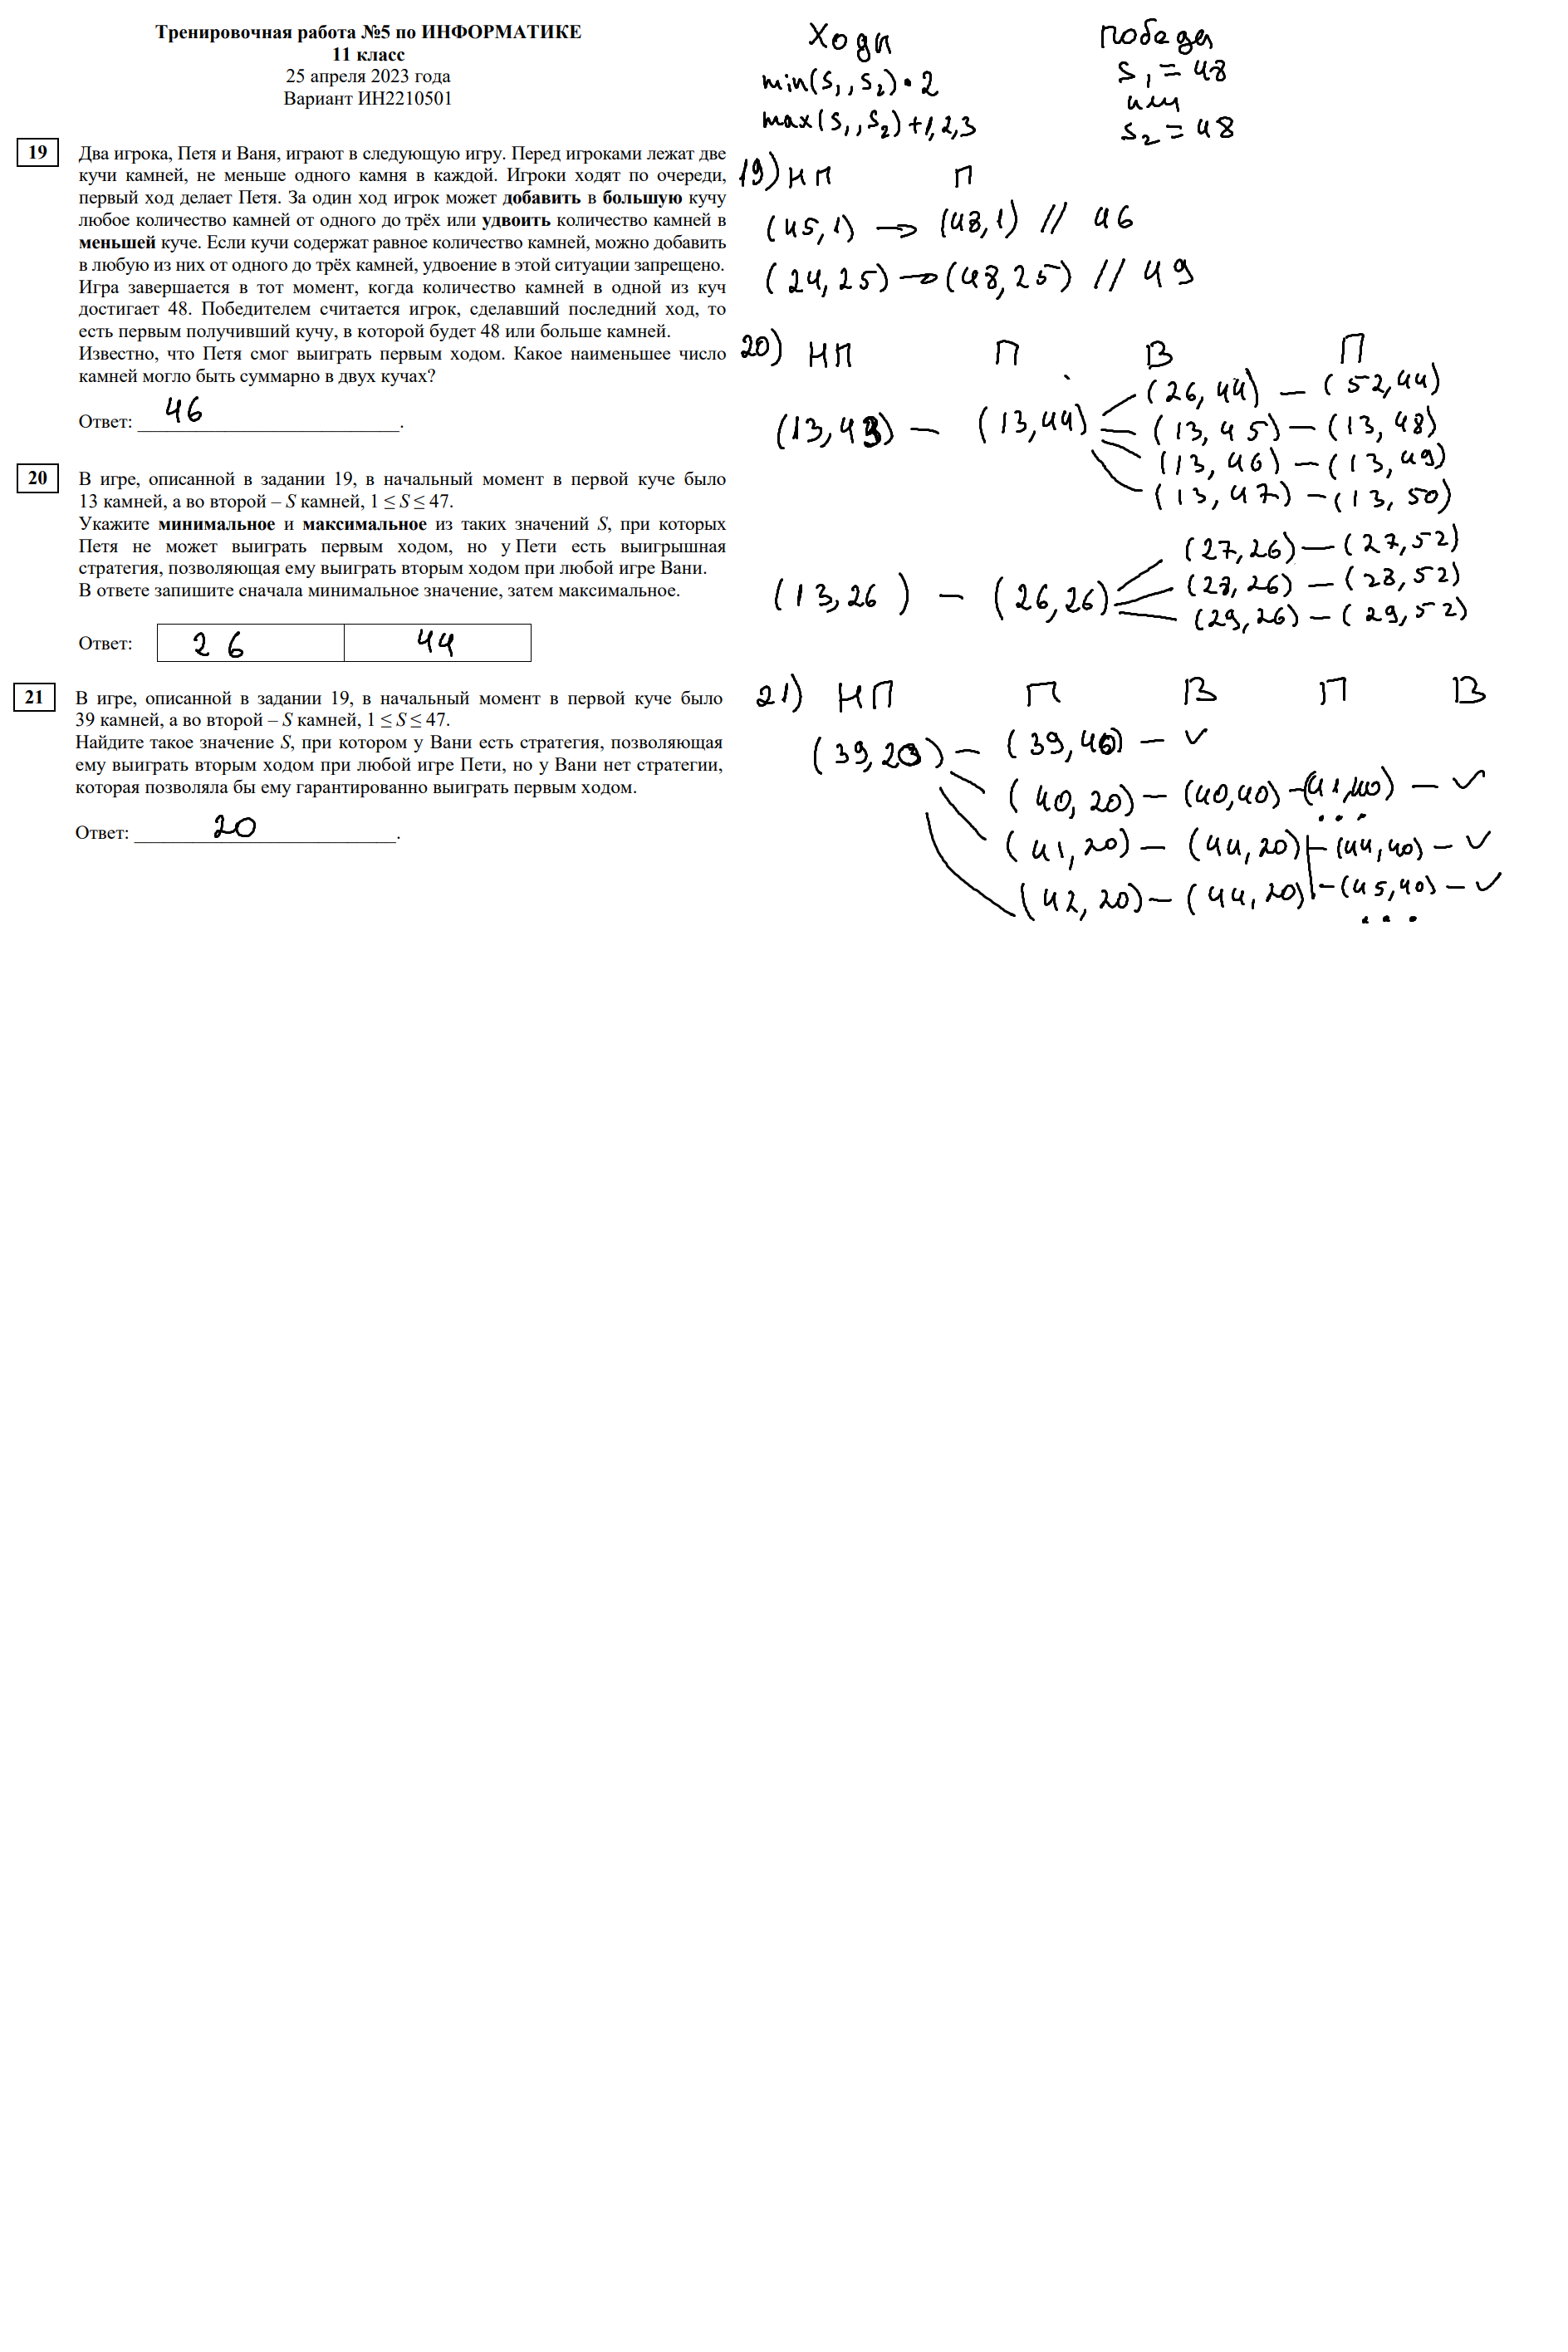 Тренировочная работа №5 по ИНФОРМАТИКЕ
11 класс
25 апреля 2023 года
Вариант ИН2210501
19
Два игрока, Петя и Ваня, играют в следующую игру. Перед игроками лежат две
кучи камней, не меньше одного камня в каждой. Игроки ходят по очереди,
первый ход делает Петя. За один ход игрок может добавить в большую кучу
любое количество камней от одного до трёх или удвоить количество камней в
меньшей куче. Если кучи содержат равное количество камней, можно добавить
в любую из них от одного до трёх камней, удвоение в этой ситуации запрещено.
Игра завершается в тот момент, когда количество камней в одной из куч
достигает 48. Победителем считается игрок, сделавший последний ход, то
есть первым получивший кучу, в которой будет 48 или больше камней.
Известно, что Петя смог выиграть первым ходом. Какое наименьшее число
камней могло быть суммарно в двух кучах?
Ответ: 46.
20
В игре, описанной в задании 19, в начальный момент в первой куче было
13 камней, а во второй – S камней, 1 ≤ S ≤ 47.
Укажите минимальное и максимальное из таких значений S, при которых
Петя не может выиграть первым ходом, но у Пети есть выигрышная
стратегия, позволяющая ему выиграть вторым ходом при любой игре Вани.
В ответе запишите сначала минимальное значение, затем максимальное.
Ответ: 26 44
21
В игре, описанной в задании 19, в начальный момент в первой куче было
39 камней, а во второй – S камней, 1 ≤ S ≤ 47.
Найдите такое значение S, при котором у Вани есть стратегия, позволяющая
ему выиграть вторым ходом при любой игре Пети, но у Вани нет стратегии,
которая позволяла бы ему гарантированно выиграть первым ходом.
Ответ: 20.
Ходы победа
min(S₁,S₂)·2 S₁=48
или
max(S₁,S₂)+1,2,3 S₂=48
19) НП П
(45,1) → (48,1) // 46
(24,25) → (48,25) // 49
20) НП П В П
(26,44) – (52,44)
(13,43) – (13,44) (13,45) – (13,48)
(13,46) – (13,49)
(13,47) – (13,50)
(27,26) – (27,52)
(13,26) – (26,26) (28,26) – (28,52)
(29,26) – (29,52)
21) НП П В П В
(39,20) – (39,40) – ✓
(40,20) – (40,40) – (41,40) – ✓
...
(41,20) – (44,20) – (44,40) – ✓
(42,20) – (44,20) – (45,40) – ✓
...